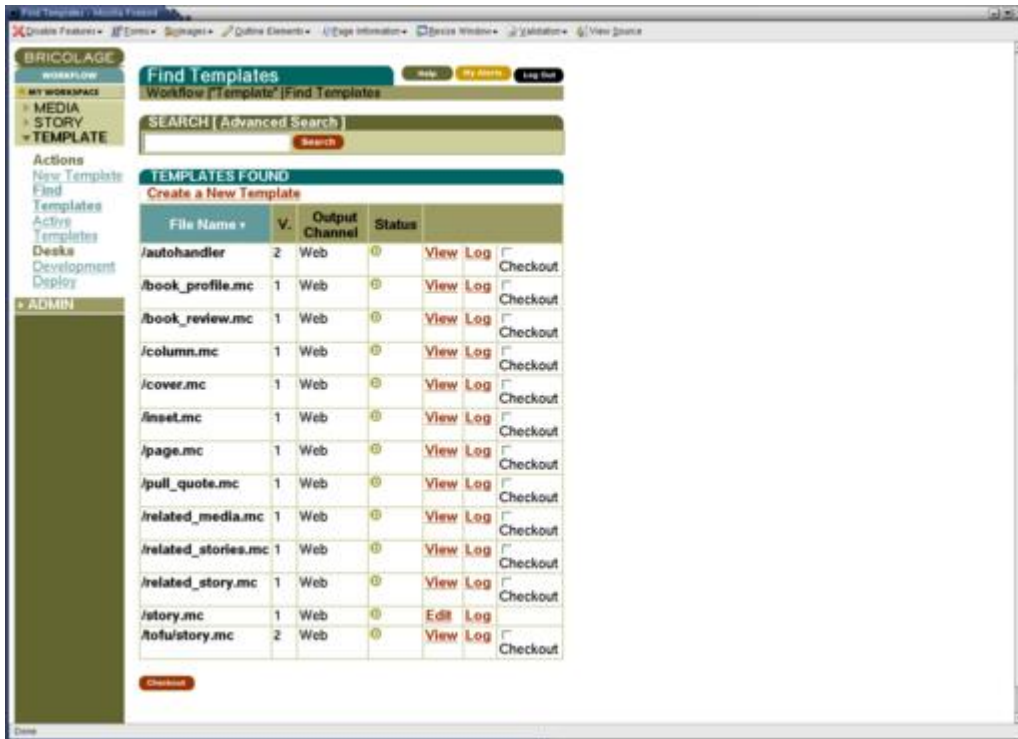 Find Templates - Mozilla Firefox
Disable Features Forms Images Outline Elements Page Information Resize Window Validation View Source
BRICOLAGE
WORKFLOW
MY WORKSPACE
MEDIA
STORY
TEMPLATE
Actions
New Template
Find
Templates
Active
Templates
Desks
Development
Deploy
ADMIN
Find Templates
Help My Alerts Log Out
Workflow |"Template" |Find Templates
SEARCH [ Advanced Search ]
Search
TEMPLATES FOUND
Create a New Template
File Name V. Output Channel Status
/autohandler 2 Web View Log Checkout
/book_profile.mc 1 Web View Log Checkout
/book_review.mc 1 Web View Log Checkout
/column.mc 1 Web View Log Checkout
/cover.mc 1 Web View Log Checkout
/inset.mc 1 Web View Log Checkout
/page.mc 1 Web View Log Checkout
/pull_quote.mc 1 Web View Log Checkout
/related_media.mc 1 Web View Log Checkout
/related_stories.mc 1 Web View Log Checkout
/related_story.mc 1 Web View Log Checkout
/story.mc 1 Web Edit Log
/tofu/story.mc 2 Web View Log Checkout
Checkout
Done